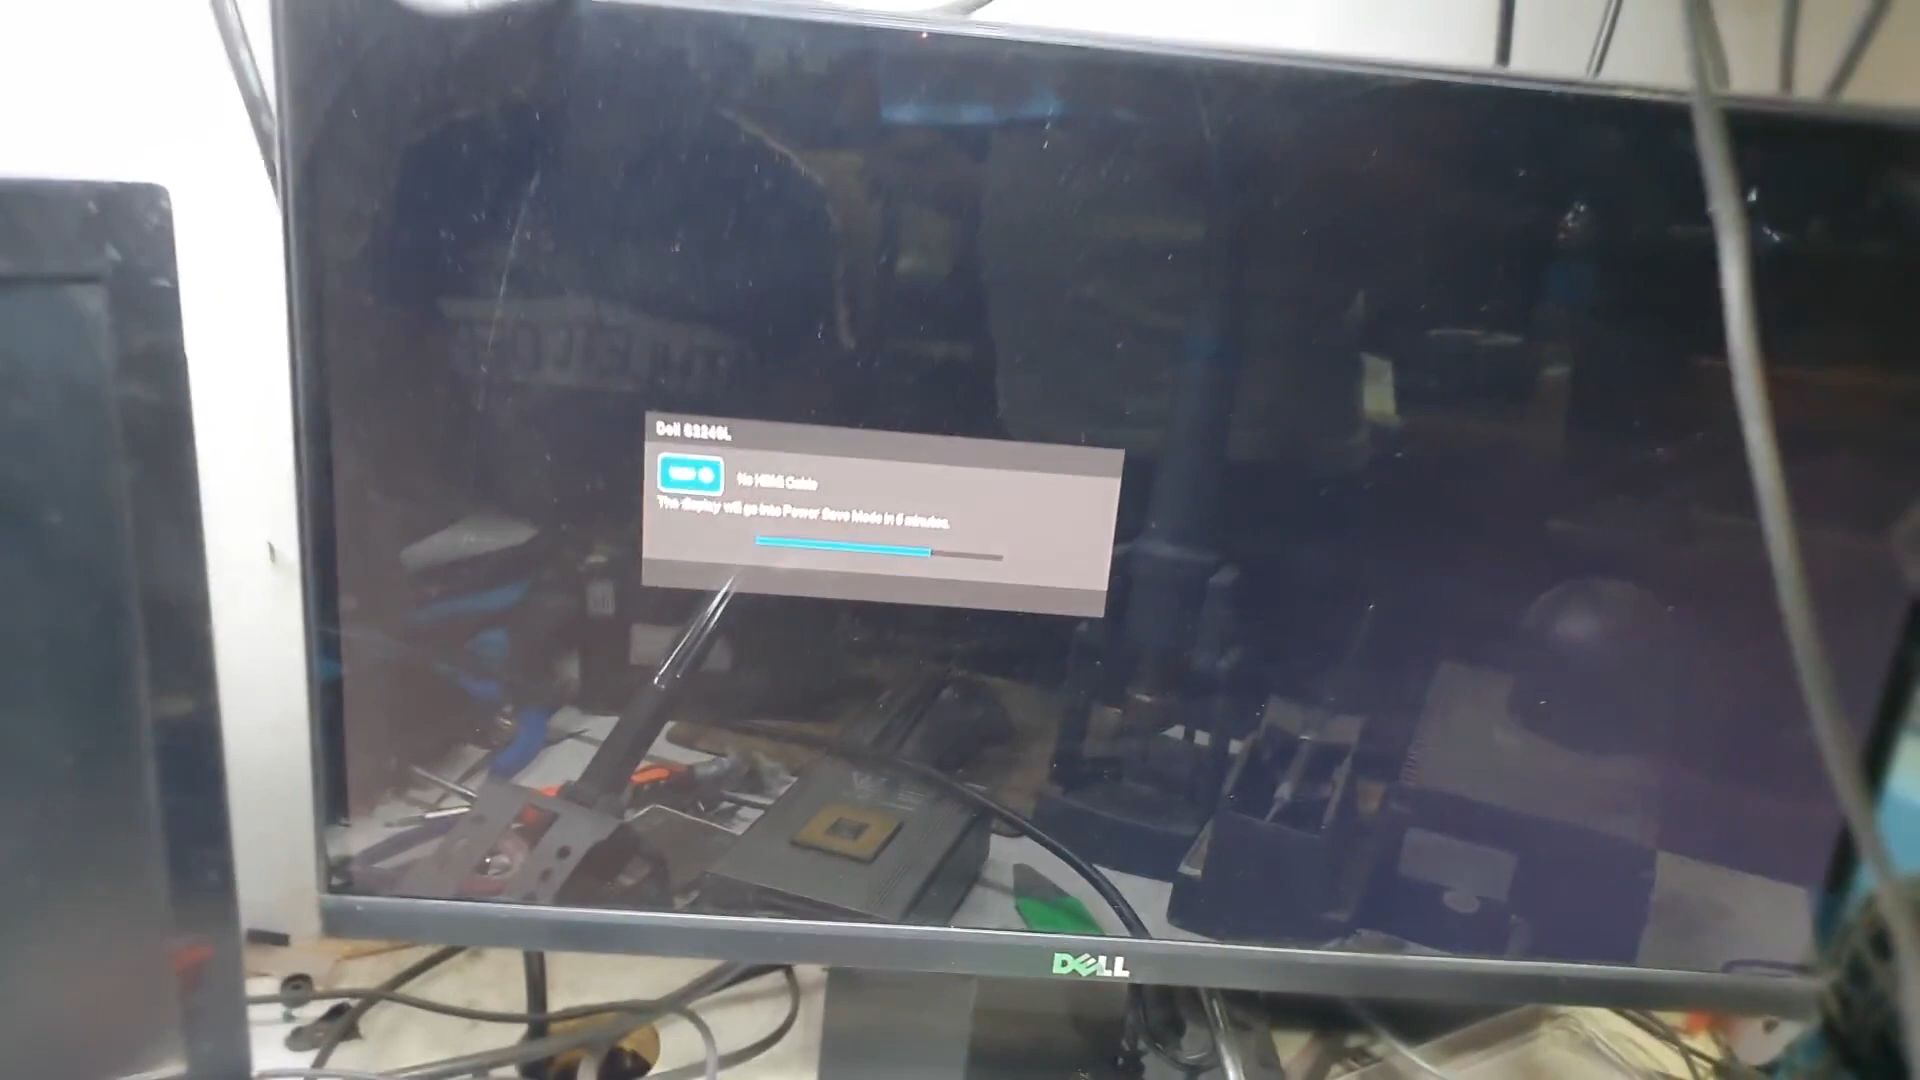 Dell S2240L
No HDMI Cable
The display will go into Power Save Mode in 5 minutes.
DELL